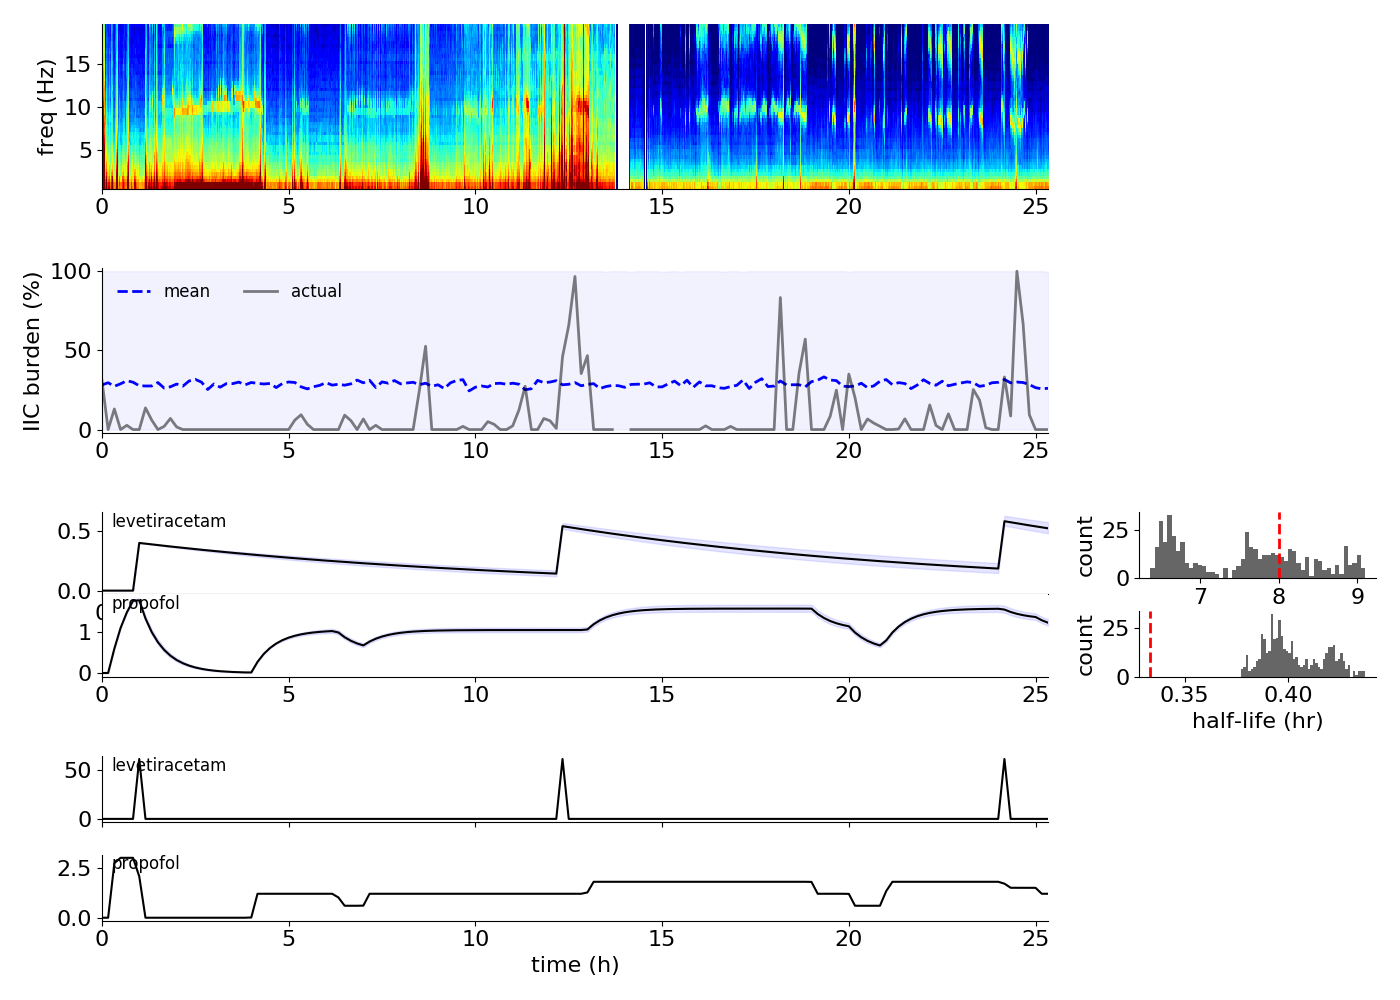 freq (Hz)
15
10
5
0 5 10 15 20 25
IIC burden (%)
100
50
0
mean actual
0 5 10 15 20 25
levetiracetam
0.5
0.0
0
propofol
1
0
0 5 10 15 20 25
count
25
0
7 8 9
count
25
0
0.35 0.40
half-life (hr)
levetiracetam
50
0
propofol
2.5
0.0
0 5 10 15 20 25
time (h)